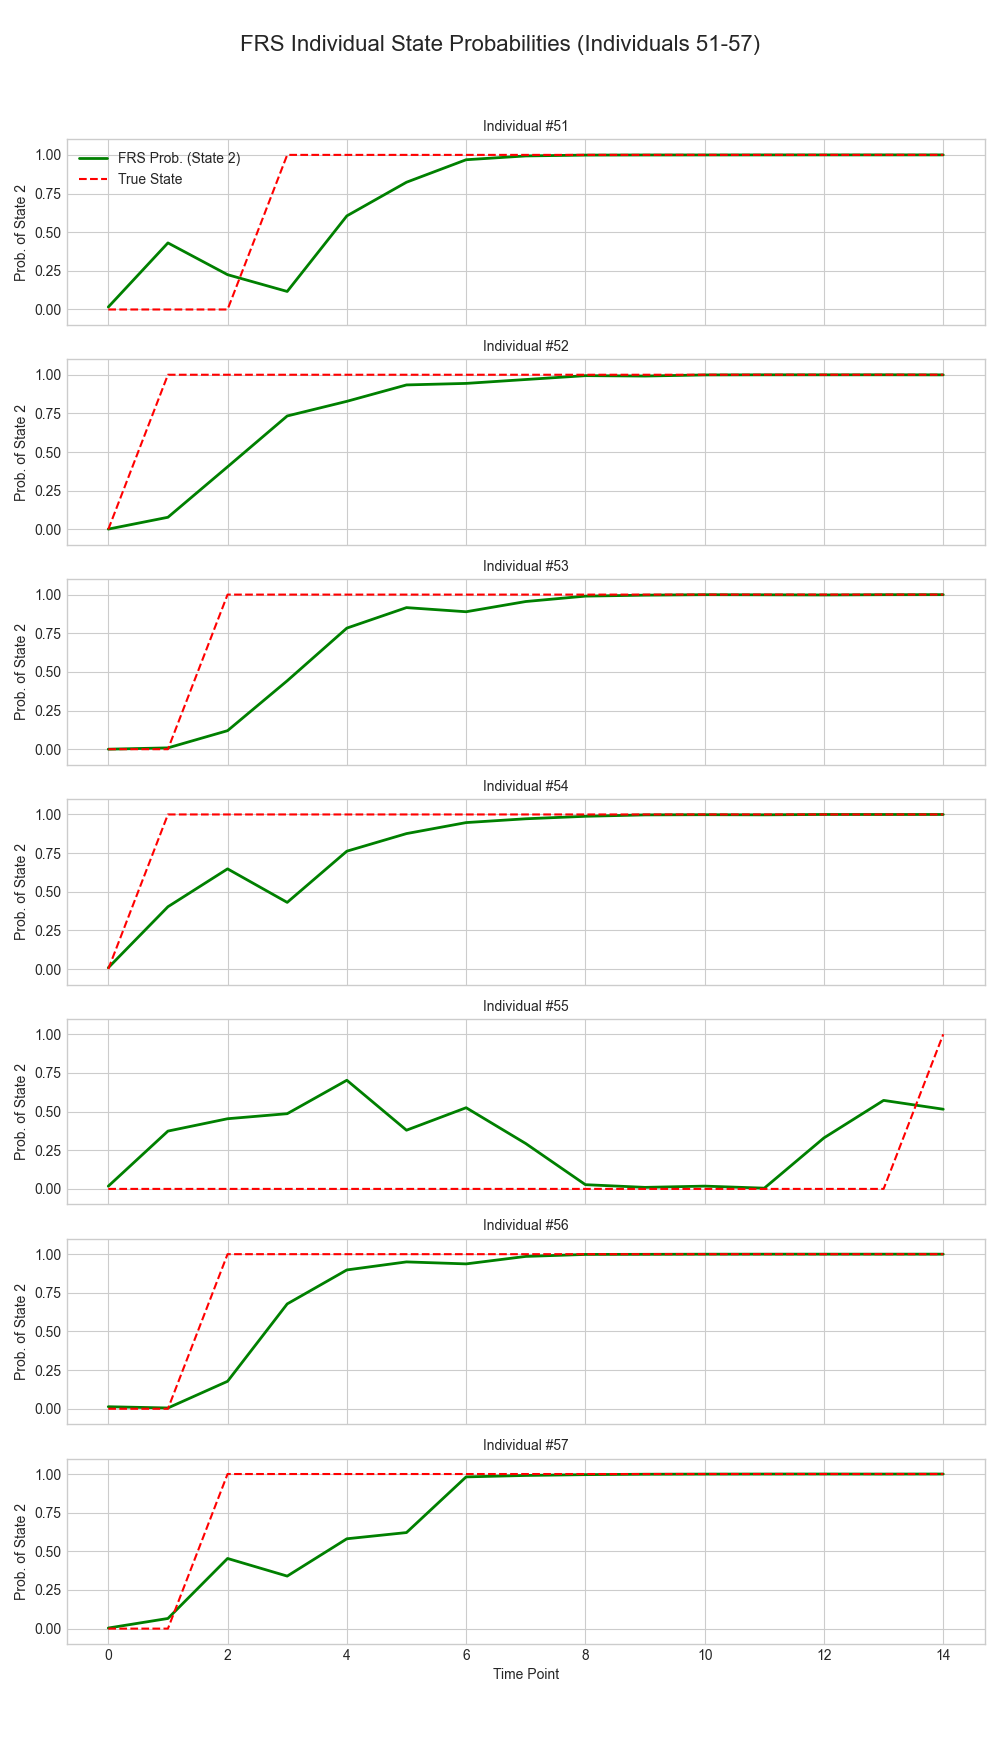 FRS Individual State Probabilities (Individuals 51-57)
Individual #51
1.00
0.75
0.50
0.25
0.00
Prob. of State 2
FRS Prob. (State 2)
True State
Individual #52
1.00
0.75
0.50
0.25
0.00
Prob. of State 2
Individual #53
1.00
0.75
0.50
0.25
0.00
Prob. of State 2
Individual #54
1.00
0.75
0.50
0.25
0.00
Prob. of State 2
Individual #55
1.00
0.75
0.50
0.25
0.00
Prob. of State 2
Individual #56
1.00
0.75
0.50
0.25
0.00
Prob. of State 2
Individual #57
1.00
0.75
0.50
0.25
0.00
Prob. of State 2
0 2 4 6 8 10 12 14
Time Point